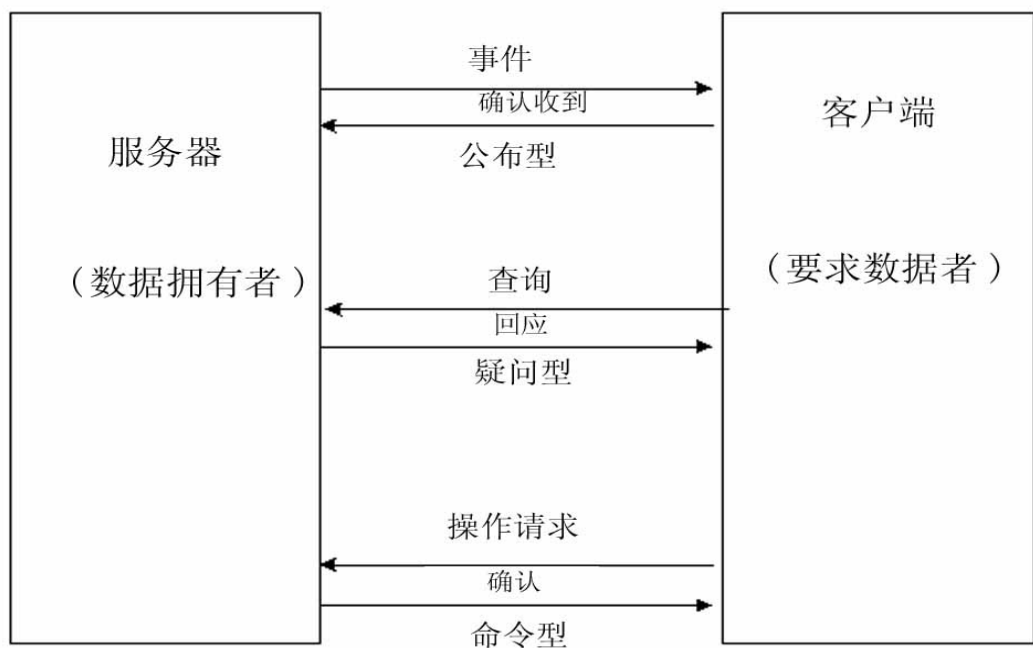 服务器
（数据拥有者）
事件
确认收到
公布型
查询
回应
疑问型
操作请求
确认
命令型
客户端
（要求数据者）